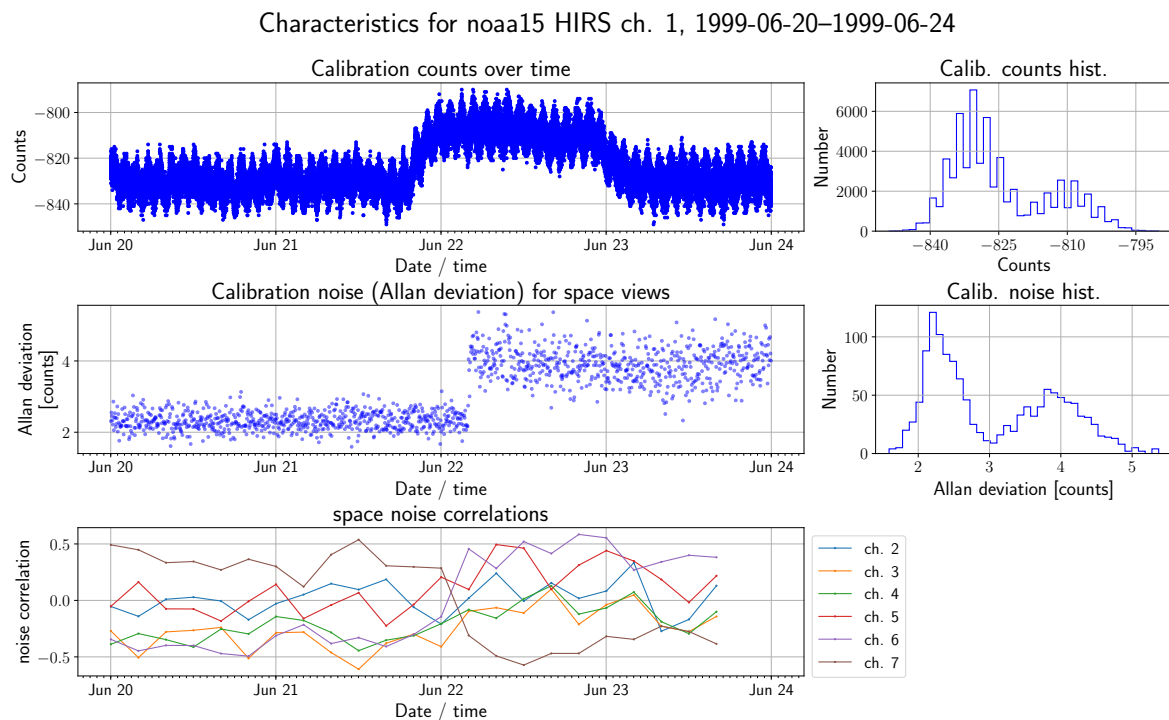 Characteristics for noaa15 HIRS ch. 1, 1999-06-20–1999-06-24
Calibration counts over time
Counts
−800
−820
−840
Jun 20
Jun 21
Jun 22
Jun 23
Jun 24
Date / time
Calib. counts hist.
Number
6000
4000
2000
0
−840
−825
−810
−795
Counts
Calibration noise (Allan deviation) for space views
Allan deviation
[counts]
4
2
Jun 20
Jun 21
Jun 22
Jun 23
Jun 24
Date / time
Calib. noise hist.
Number
100
50
0
2
3
4
5
Allan deviation [counts]
space noise correlations
noise correlation
0.5
0.0
−0.5
Jun 20
Jun 21
Jun 22
Jun 23
Jun 24
Date / time
ch. 2
ch. 3
ch. 4
ch. 5
ch. 6
ch. 7